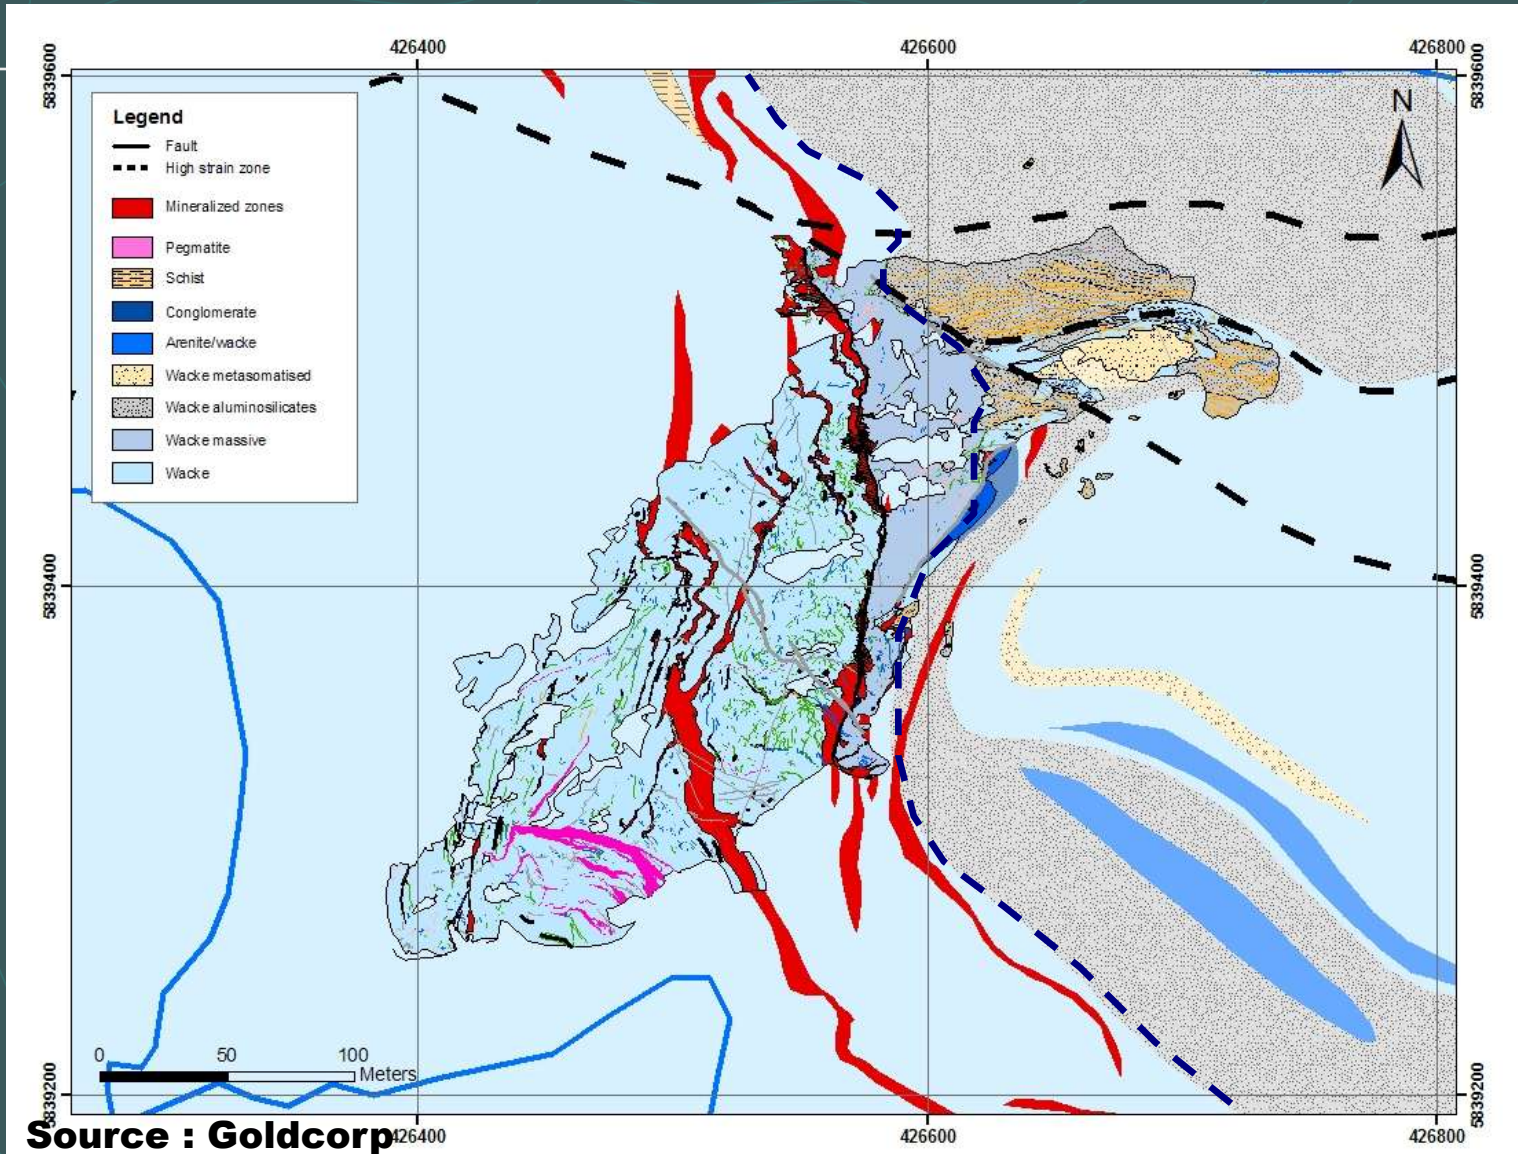 426400 426600 426800
5839600 5839600
N
Legend
Fault
High strain zone
Mineralized zones
Pegmatite
Schist
Conglomerate
Arenite/wacke
Wacke metasomatised
Wacke aluminosilicates
Wacke massive
Wacke
5839400 5839400
0 50 100
Meters
5839200 5839200
Source : Goldcorp
426400 426600 426800